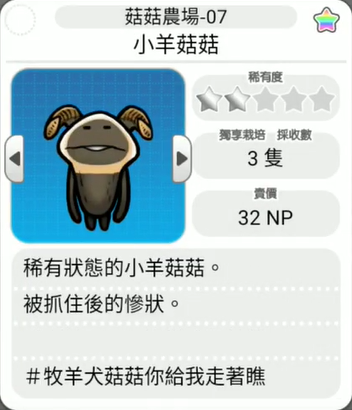 菇菇農場-07
小羊菇菇
稀有度
獨享栽培 採收數
3 隻
賣價
32 NP
稀有狀態的小羊菇菇。
被抓住後的慘狀。
＃牧羊犬菇菇你給我走著瞧